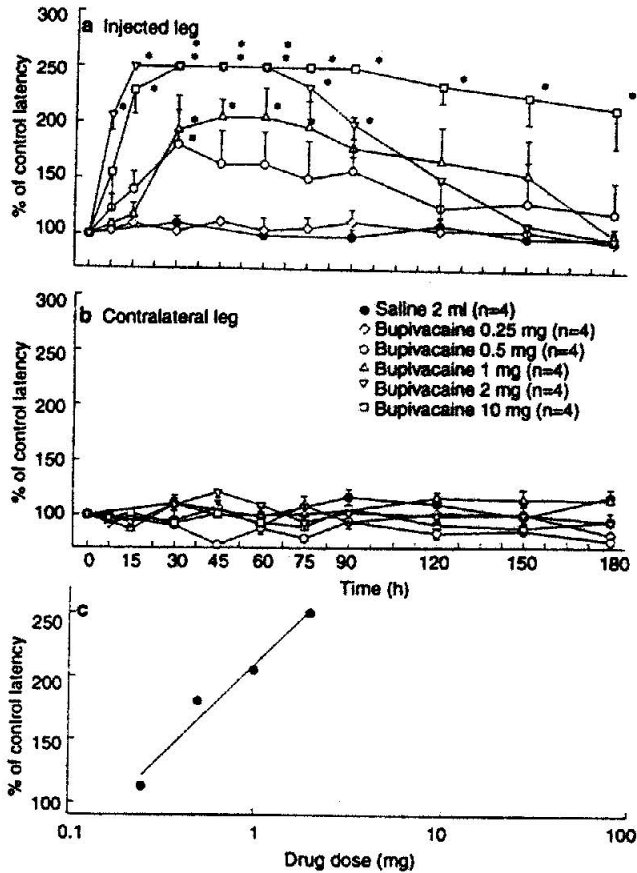 300
a Injected leg
250
200
150
100
% of control latency
* * * * * * * * * * * *
* * * * * * * * *
300
b Contralateral leg
250
200
150
100
% of control latency
Saline 2 ml (n=4)
Bupivacaine 0.25 mg (n=4)
Bupivacaine 0.5 mg (n=4)
Bupivacaine 1 mg (n=4)
Bupivacaine 2 mg (n=4)
Bupivacaine 10 mg (n=4)
0 15 30 45 60 75 90 120 150 180
Time (h)
c
250
200
150
100
% of control latency
0.1 1 10 100
Drug dose (mg)